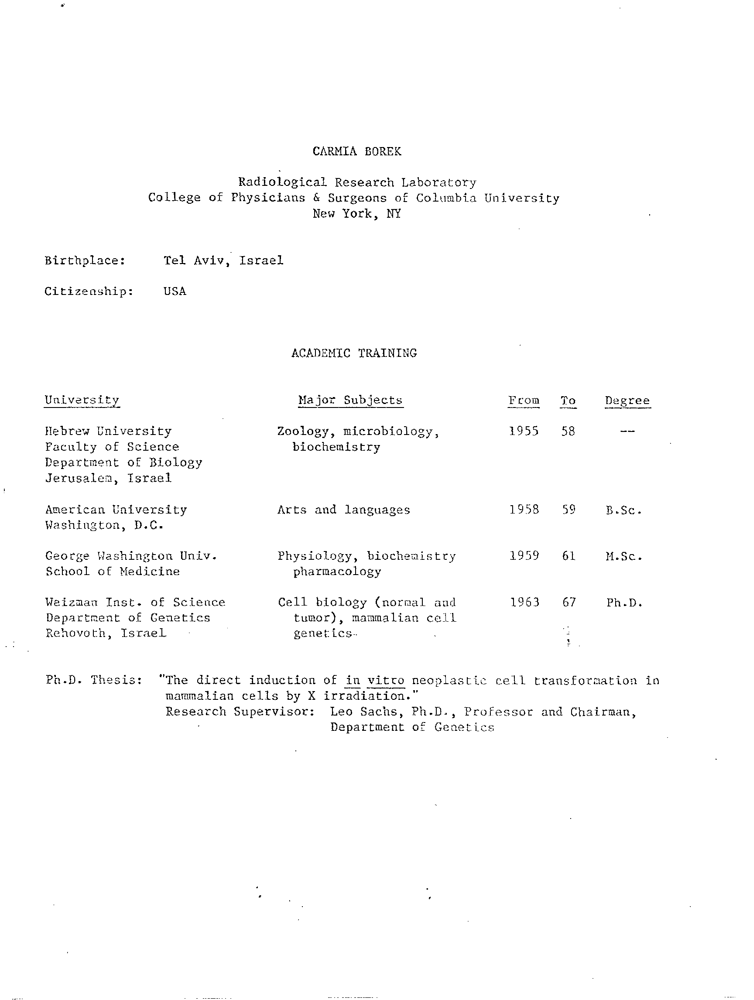 CARMIA BOREK
Radiological Research Laboratory
College of Physicians & Surgeons of Columbia University
New York, NY
Birthplace: Tel Aviv, Israel
Citizenship: USA
ACADEMIC TRAINING
University Major Subjects From To Degree
Hebrew University Zoology, microbiology, 1955 58 --
Faculty of Science biochemistry
Department of Biology
Jerusalem, Israel
American University Arts and languages 1958 59 B.Sc.
Washington, D.C.
George Washington Univ. Physiology, biochemistry 1959 61 M.Sc.
School of Medicine pharmacology
Weizman Inst. of Science Cell biology (normal and 1963 67 Ph.D.
Department of Genetics tumor), mammalian cell
Rehovoth, Israel genetics
Ph.D. Thesis: "The direct induction of in vitro neoplastic cell transformation in
mammalian cells by X irradiation."
Research Supervisor: Leo Sachs, Ph.D., Professor and Chairman,
Department of Genetics